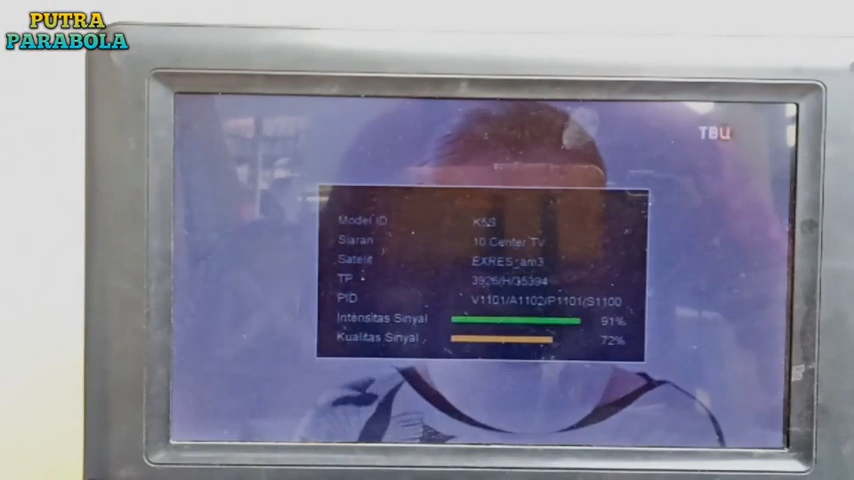 PUTRA
PARABOLA
ТВЦ
Model ID K5S
Siaran 10 Center TV
Satelit EXRES_am3
TP 3926/H/35394
PID V1101/A1102/P1101/S1100
Intensitas Sinyal 91%
Kualitas Sinyal 72%